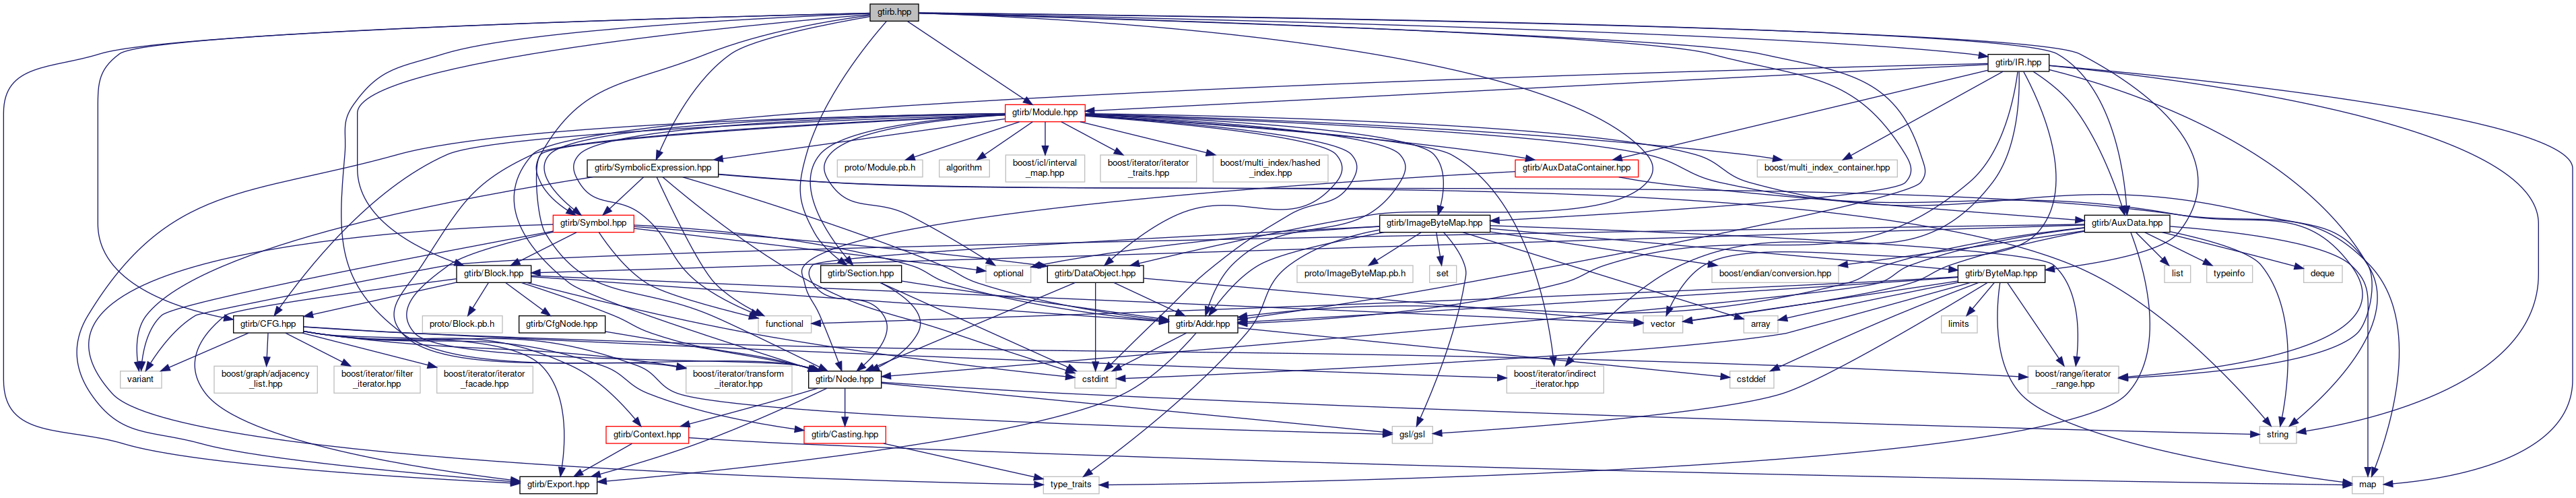 gtirb.hpp
gtirb/IR.hpp
gtirb/Module.hpp
gtirb/SymbolicExpression.hpp
proto/Module.pb.h
algorithm
boost/icl/interval
_map.hpp
boost/iterator/iterator
_traits.hpp
boost/multi_index/hashed
_index.hpp
gtirb/AuxDataContainer.hpp
boost/multi_index_container.hpp
gtirb/Symbol.hpp
gtirb/ImageByteMap.hpp
gtirb/AuxData.hpp
gtirb/Block.hpp
gtirb/Section.hpp
optional
gtirb/DataObject.hpp
proto/ImageByteMap.pb.h
set
boost/endian/conversion.hpp
gtirb/ByteMap.hpp
list
typeinfo
deque
gtirb/CFG.hpp
proto/Block.pb.h
gtirb/CfgNode.hpp
functional
gtirb/Addr.hpp
vector
array
limits
variant
boost/graph/adjacency
_list.hpp
boost/iterator/filter
_iterator.hpp
boost/iterator/iterator
_facade.hpp
boost/iterator/transform
_iterator.hpp
gtirb/Node.hpp
cstdint
boost/iterator/indirect
_iterator.hpp
cstddef
boost/range/iterator
_range.hpp
gtirb/Context.hpp
gtirb/Casting.hpp
gsl/gsl
string
gtirb/Export.hpp
type_traits
map